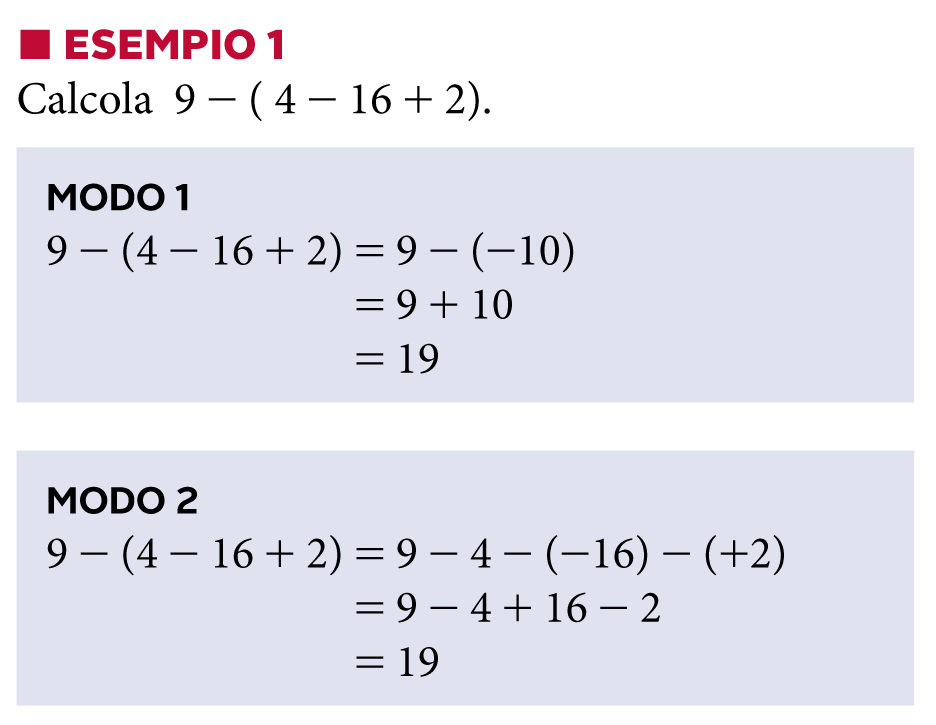 ■ ESEMPIO 1
Calcola 9 − ( 4 − 16 + 2).
MODO 1
9 − (4 − 16 + 2) = 9 − (−10)
= 9 + 10
= 19
MODO 2
9 − (4 − 16 + 2) = 9 − 4 − (−16) − (+2)
= 9 − 4 + 16 − 2
= 19